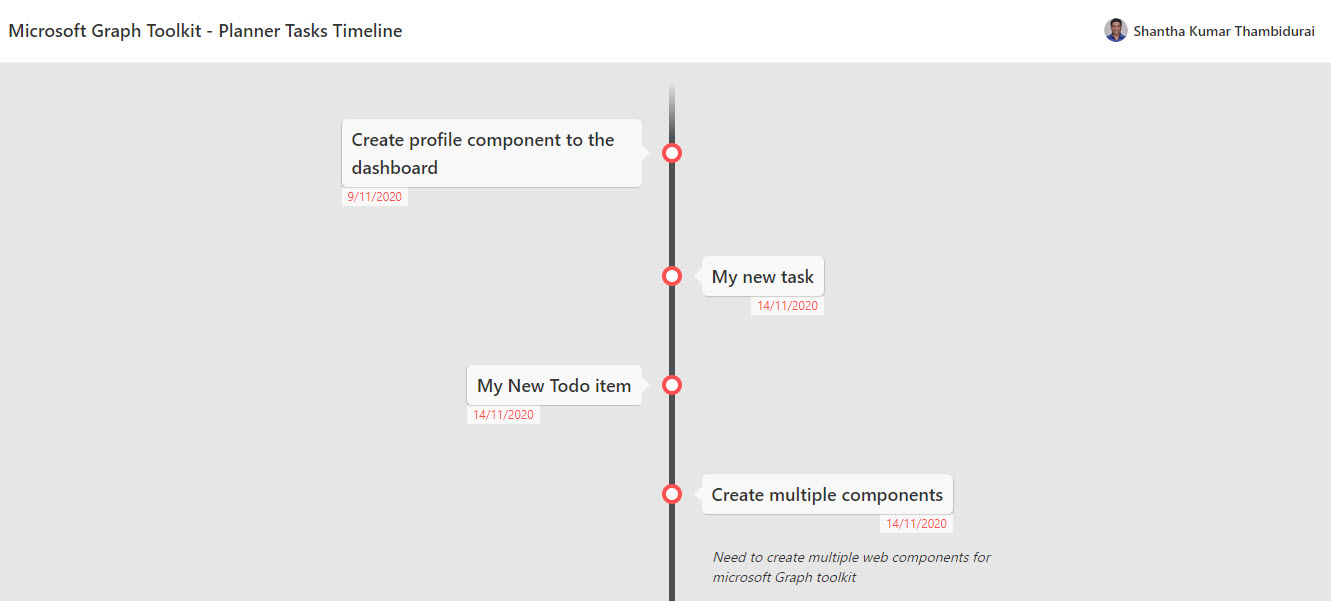 Microsoft Graph Toolkit - Planner Tasks Timeline
Shantha Kumar Thambidurai
Create profile component to the
dashboard
9/11/2020
My new task
14/11/2020
My New Todo item
14/11/2020
Create multiple components
14/11/2020
Need to create multiple web components for
microsoft Graph toolkit